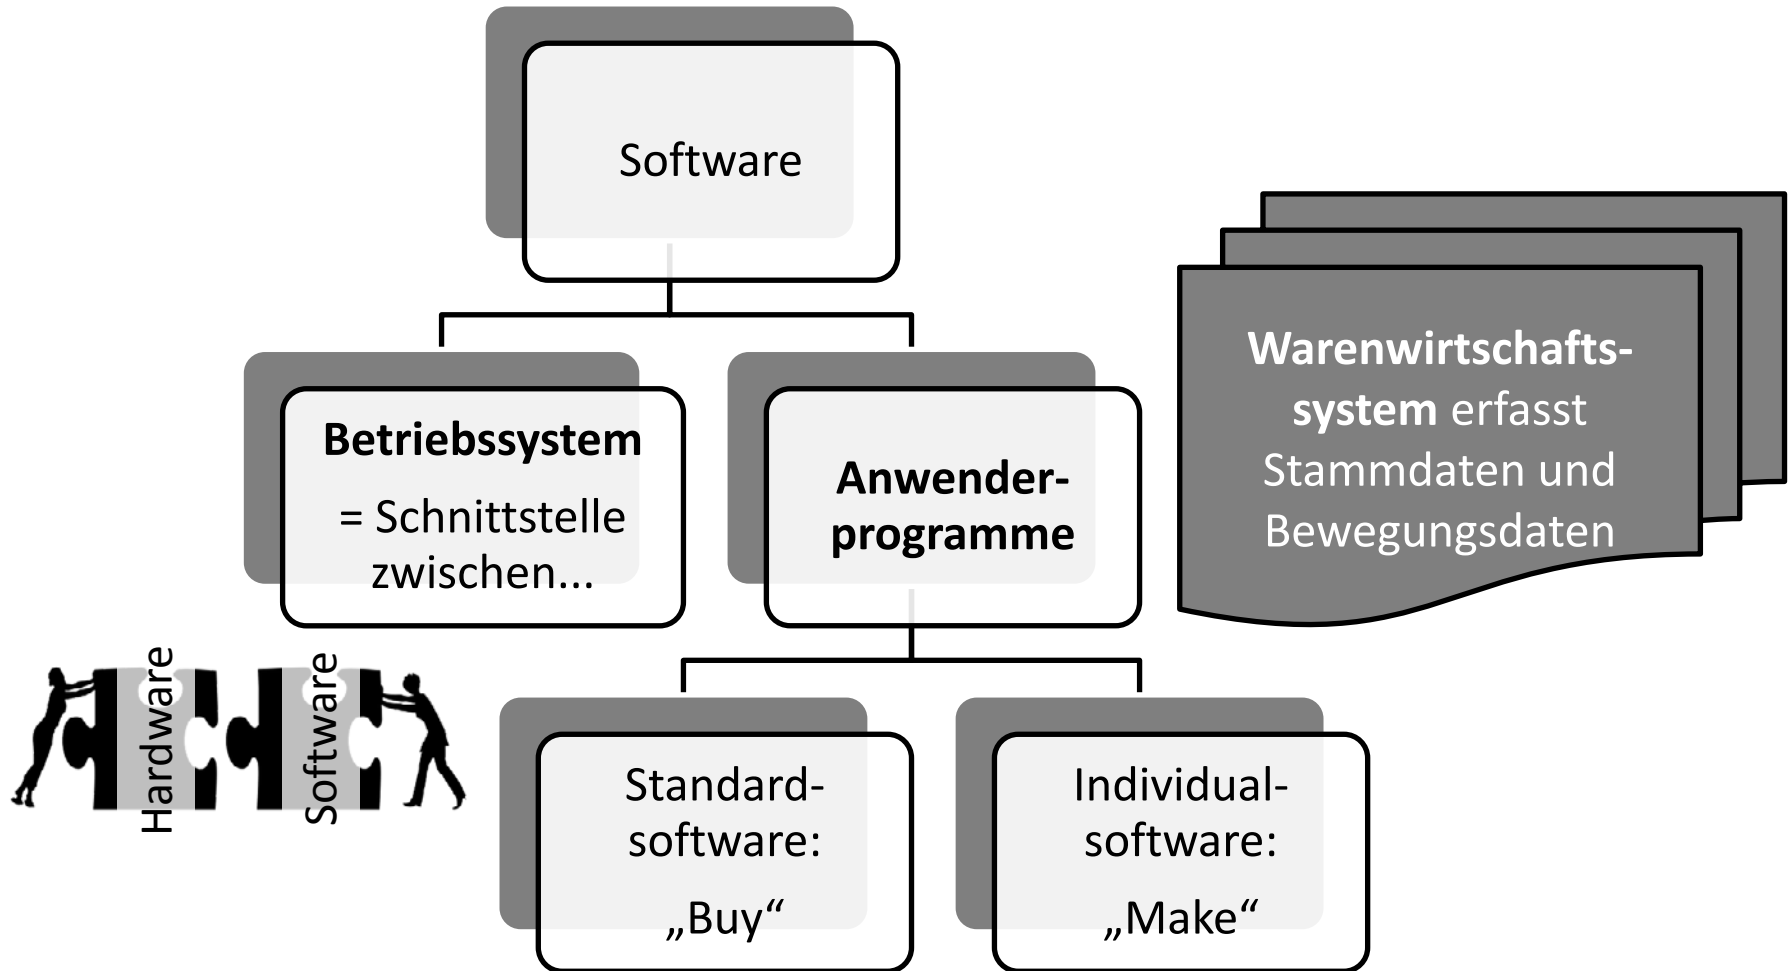 Software
Betriebssystem
= Schnittstelle
zwischen...
Anwender-
programme
Warenwirtschafts-
system erfasst
Stammdaten und
Bewegungsdaten
Hardware
Software
Standard-
software:
„Buy“
Individual-
software:
„Make“